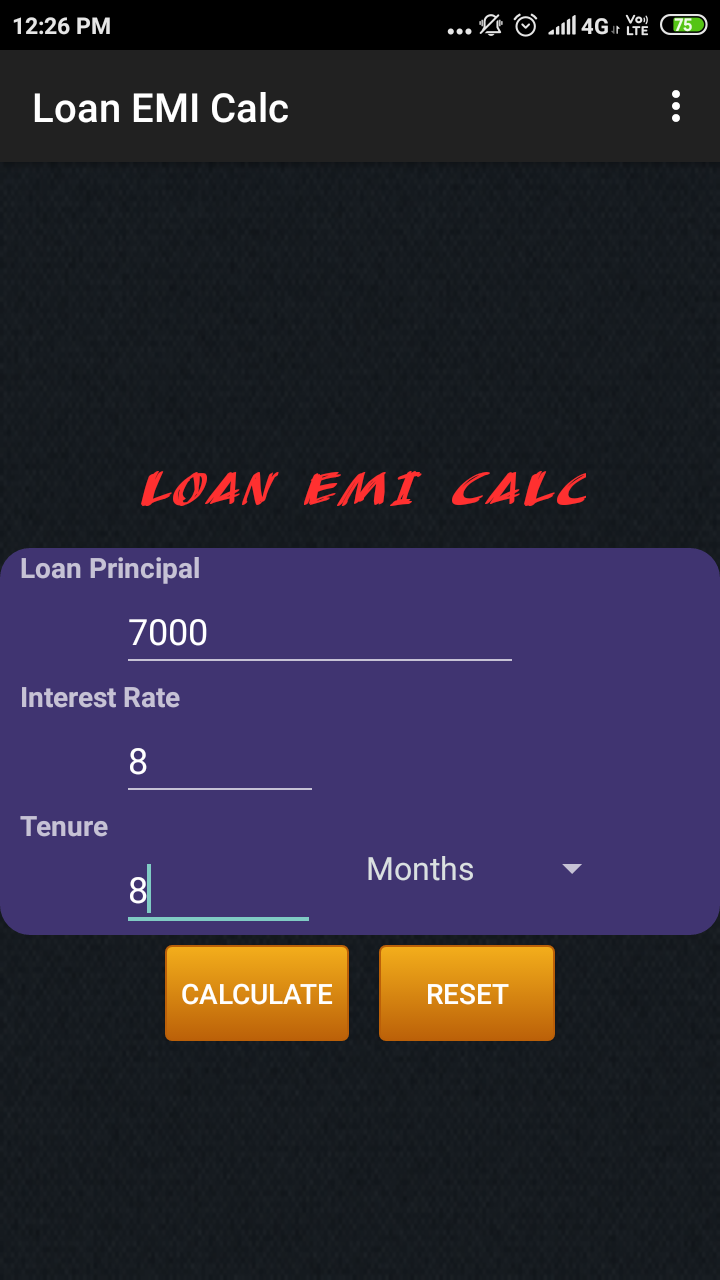 12:26 PM ... 4G Vo) LTE 75
Loan EMI Calc
LOAN EMI CALC
Loan Principal
7000
Interest Rate
8
Tenure
8 Months
CALCULATE RESET